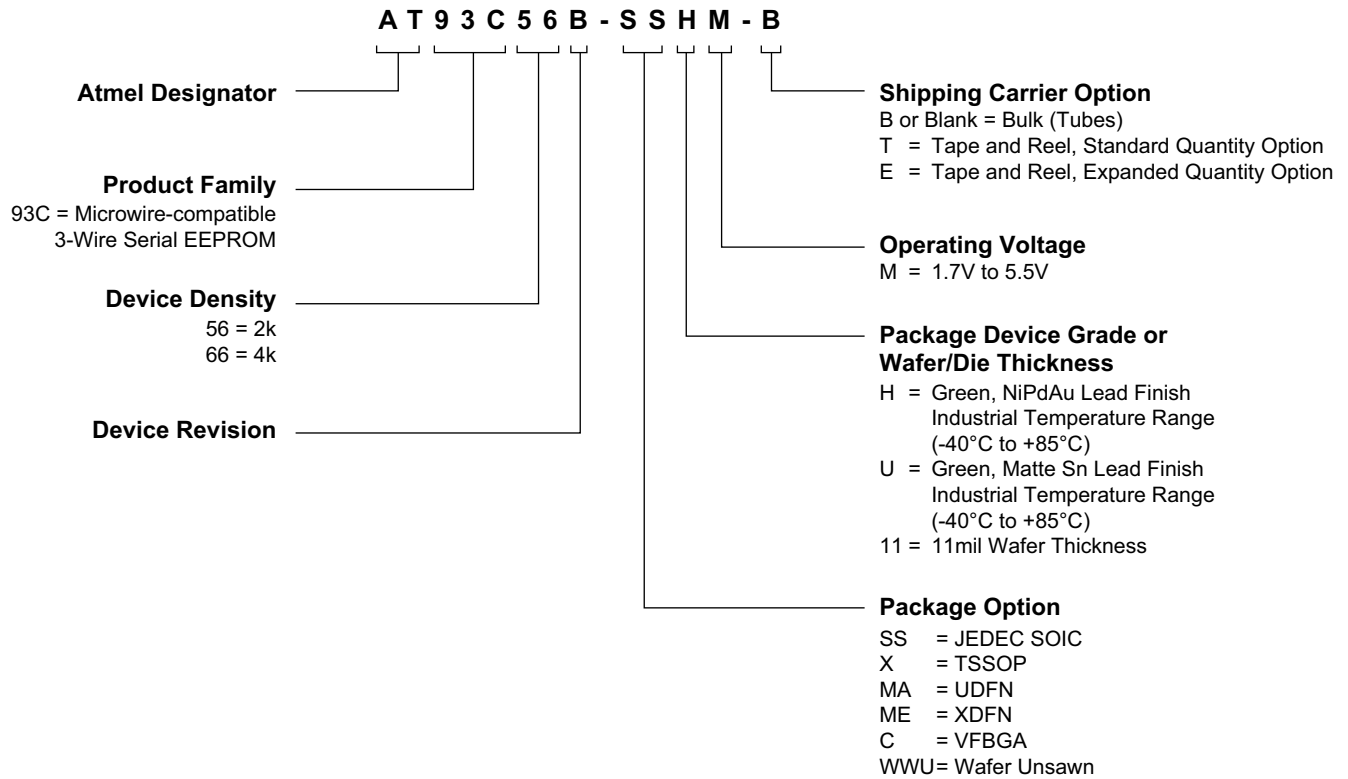 AT93C56B-SSHM-B
Atmel Designator
Product Family
93C = Microwire-compatible
3-Wire Serial EEPROM
Device Density
56 = 2k
66 = 4k
Device Revision
Shipping Carrier Option
B or Blank = Bulk (Tubes)
T = Tape and Reel, Standard Quantity Option
E = Tape and Reel, Expanded Quantity Option
Operating Voltage
M = 1.7V to 5.5V
Package Device Grade or
Wafer/Die Thickness
H = Green, NiPdAu Lead Finish
Industrial Temperature Range
(-40°C to +85°C)
U = Green, Matte Sn Lead Finish
Industrial Temperature Range
(-40°C to +85°C)
11 = 11mil Wafer Thickness
Package Option
SS = JEDEC SOIC
X = TSSOP
MA = UDFN
ME = XDFN
C = VFBGA
WWU= Wafer Unsawn